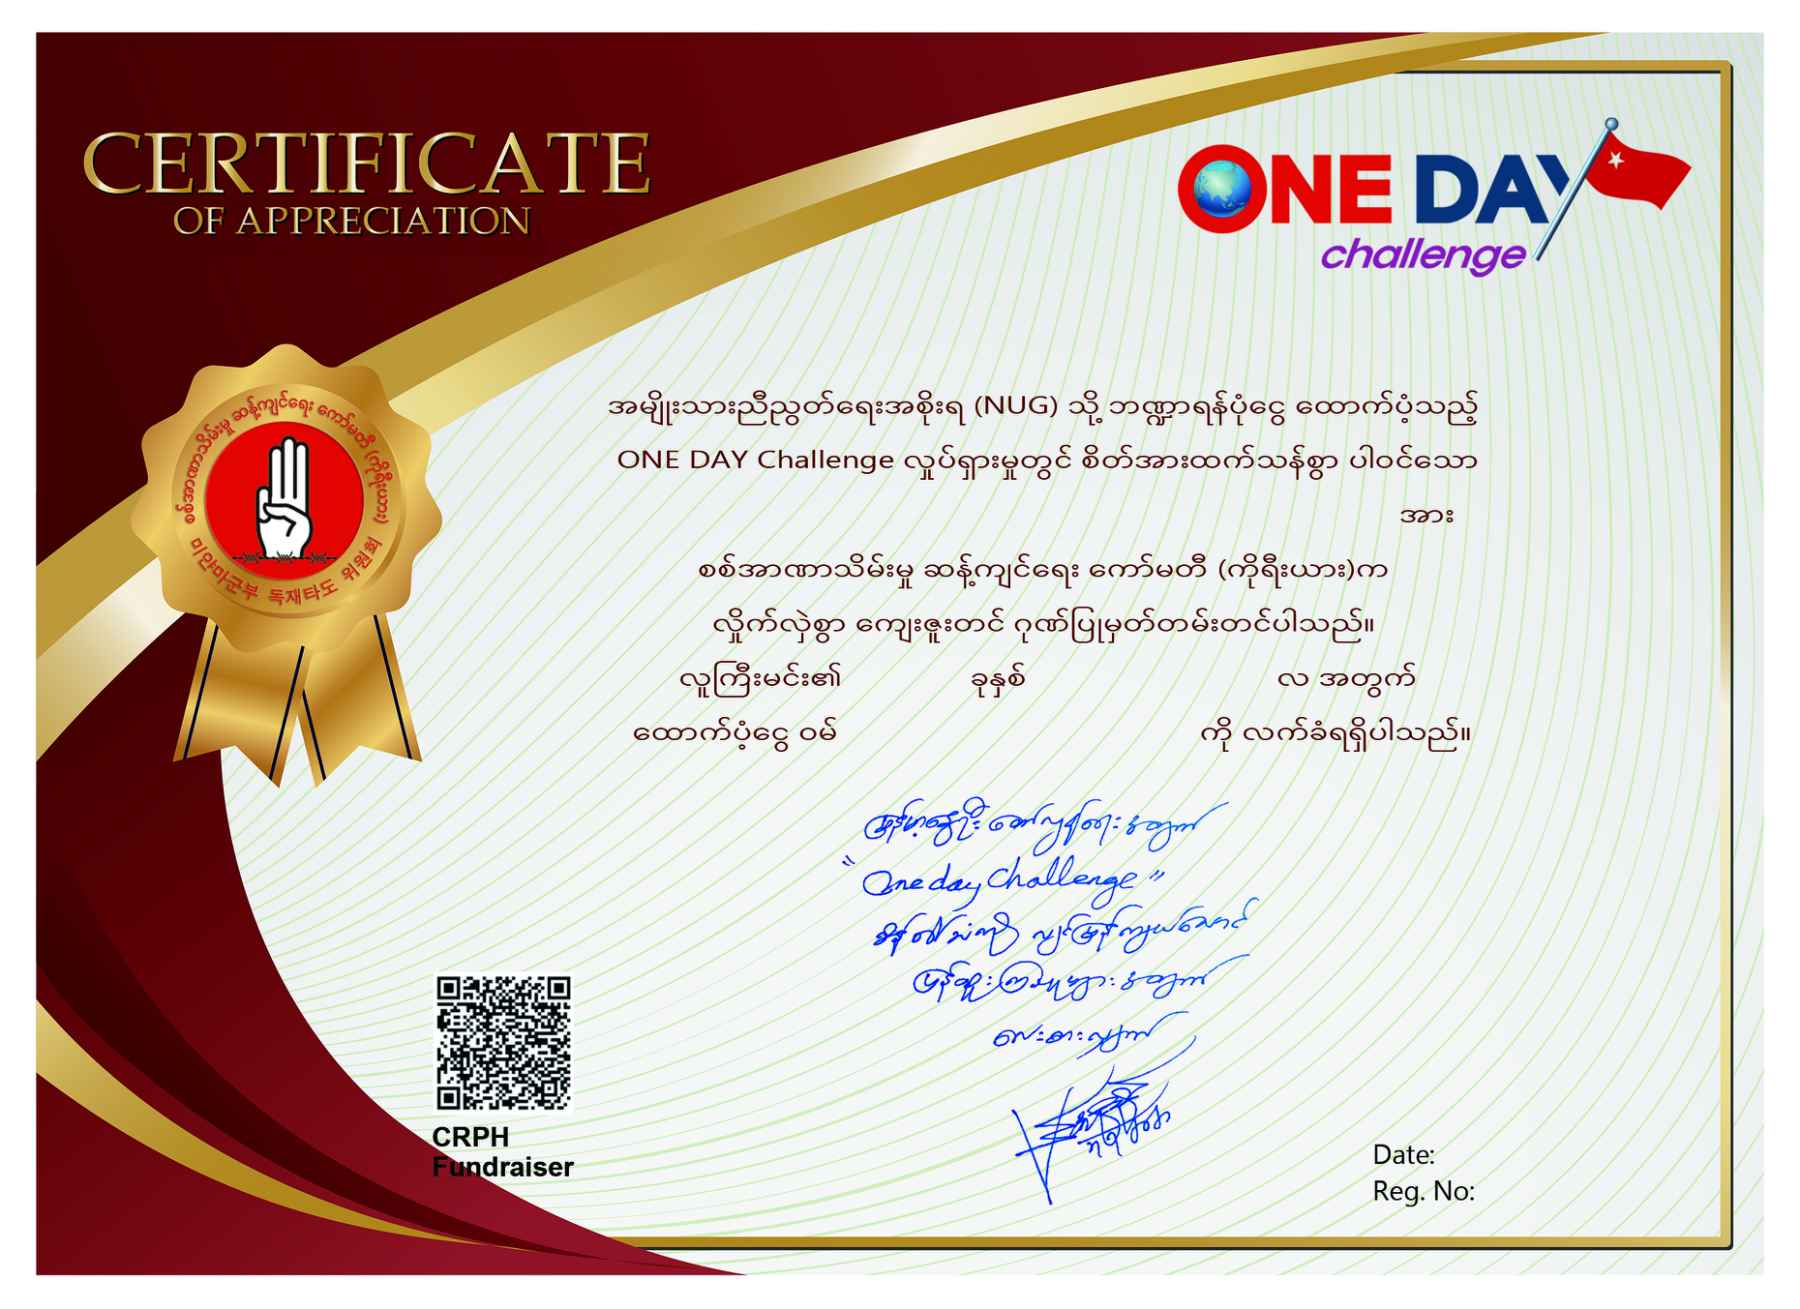 CERTIFICATE
OF APPRECIATION
ONE DAY
challenge
စစ်အာဏာသိမ်းမှု ဆန့်ကျင်ရေး ကော်မတီ (ကိုရီးယား)
미얀마군부 독재타도 위원회
အမျိုးသားညီညွတ်ရေးအစိုးရ (NUG) သို့ ဘဏ္ဍာရန်ပုံငွေ ထောက်ပံ့သည့်
ONE DAY Challenge လှုပ်ရှားမှုတွင် စိတ်အားထက်သန်စွာ ပါဝင်သော
အား
စစ်အာဏာသိမ်းမှု ဆန့်ကျင်ရေး ကော်မတီ (ကိုရီးယား)က
လှိုက်လှဲစွာ ကျေးဇူးတင် ဂုဏ်ပြုမှတ်တမ်းတင်ပါသည်။
လူကြီးမင်း၏ ခုနှစ် လ အတွက်
ထောက်ပံ့ငွေ ဝမ် ကို လက်ခံရရှိပါသည်။
အတွက်
"One day Challenge"
လေးစားလျှက်
CRPH
Fundraiser
Date:
Reg. No: